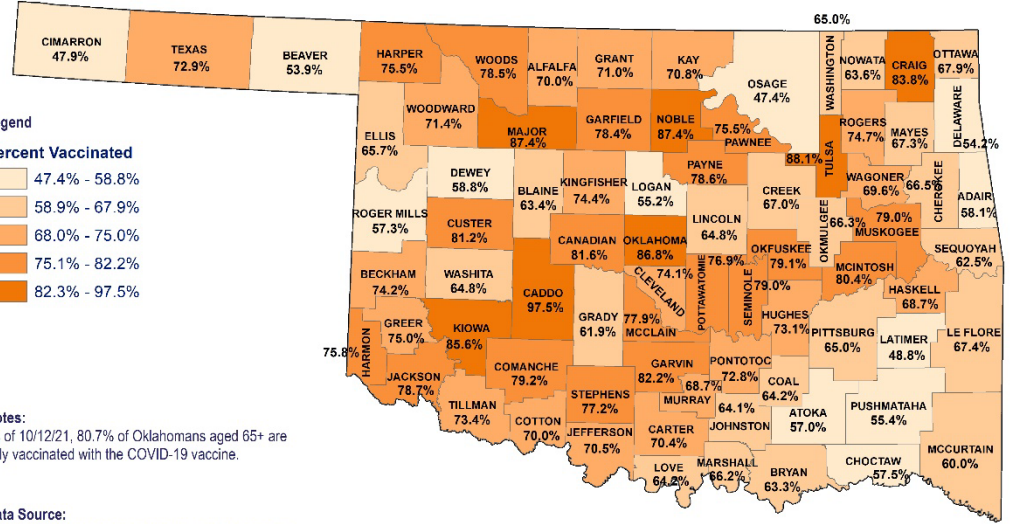 65.0%
CIMARRON
47.9%
TEXAS
72.9%
BEAVER
53.9%
HARPER
75.5%
WOODS
78.5%
ALFALFA
70.0%
GRANT
71.0%
KAY
70.8%
OSAGE
47.4%
WASHINGTON
NOWATA
63.6%
CRAIG
83.8%
OTTAWA
67.9%
WOODWARD
71.4%
ELLIS
65.7%
MAJOR
87.4%
GARFIELD
78.4%
NOBLE
87.4%
75.5%
PAWNEE
ROGERS
74.7%
MAYES
67.3%
DELAWARE
54.2%
egend
ercent Vaccinated
47.4% - 58.8%
58.9% - 67.9%
68.0% - 75.0%
75.1% - 82.2%
82.3% - 97.5%
DEWEY
58.8%
BLAINE
63.4%
KINGFISHER
74.4%
LOGAN
55.2%
PAYNE
78.6%
88.1%
TULSA
CREEK
67.0%
WAGONER
69.6%
66.5%
CHEROKEE
ADAIR
58.1%
ROGER MILLS
57.3%
CUSTER
81.2%
CANADIAN
81.6%
OKLAHOMA
86.8%
LINCOLN
64.8%
OKMULGEE
66.3%
79.0%
MUSKOGEE
SEQUOYAH
62.5%
BECKHAM
74.2%
WASHITA
64.8%
CADDO
97.5%
GRADY
61.9%
CLEVELAND
74.1%
POTTAWATOMIE
76.9%
SEMINOLE
79.0%
OKFUSKEE
79.1%
MCINTOSH
80.4%
HASKELL
68.7%
GREER
75.0%
KIOWA
85.6%
77.9%
MCCLAIN
HUGHES
73.1%
PITTSBURG
65.0%
LATIMER
48.8%
LE FLORE
67.4%
75.8%
HARMON
JACKSON
78.7%
COMANCHE
79.2%
GARVIN
82.2%
PONTOTOC
72.8%
COAL
64.2%
TILLMAN
73.4%
COTTON
70.0%
STEPHENS
77.2%
68.7%
MURRAY
64.1%
JOHNSTON
ATOKA
57.0%
PUSHMATAHA
55.4%
JEFFERSON
70.5%
CARTER
70.4%
LOVE
64.2%
MARSHALL
66.2%
BRYAN
63.3%
CHOCTAW
57.5%
MCCURTAIN
60.0%
otes:
of 10/12/21, 80.7% of Oklahomans aged 65+ are
ly vaccinated with the COVID-19 vaccine.
ata Source: